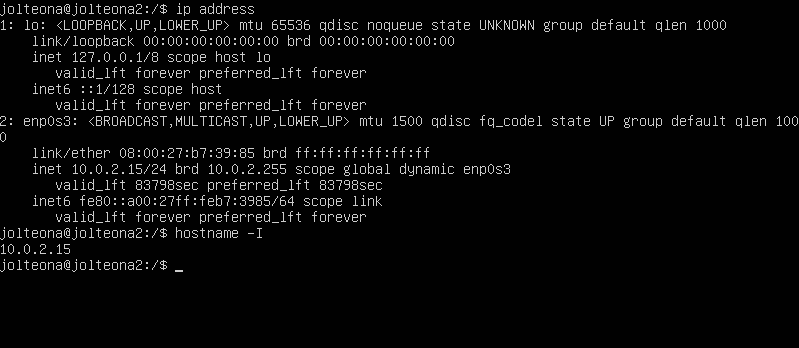 jolteona@jolteona2:/$ ip address
1: lo: <LOOPBACK,UP,LOWER_UP> mtu 65536 qdisc noqueue state UNKNOWN group default qlen 1000
    link/loopback 00:00:00:00:00:00 brd 00:00:00:00:00:00
    inet 127.0.0.1/8 scope host lo
       valid_lft forever preferred_lft forever
    inet6 ::1/128 scope host
       valid_lft forever preferred_lft forever
2: enp0s3: <BROADCAST,MULTICAST,UP,LOWER_UP> mtu 1500 qdisc fq_codel state UP group default qlen 100
0
    link/ether 08:00:27:b7:39:85 brd ff:ff:ff:ff:ff:ff
    inet 10.0.2.15/24 brd 10.0.2.255 scope global dynamic enp0s3
       valid_lft 83798sec preferred_lft 83798sec
    inet6 fe80::a00:27ff:feb7:3985/64 scope link
       valid_lft forever preferred_lft forever
jolteona@jolteona2:/$ hostname -I
10.0.2.15
jolteona@jolteona2:/$ _